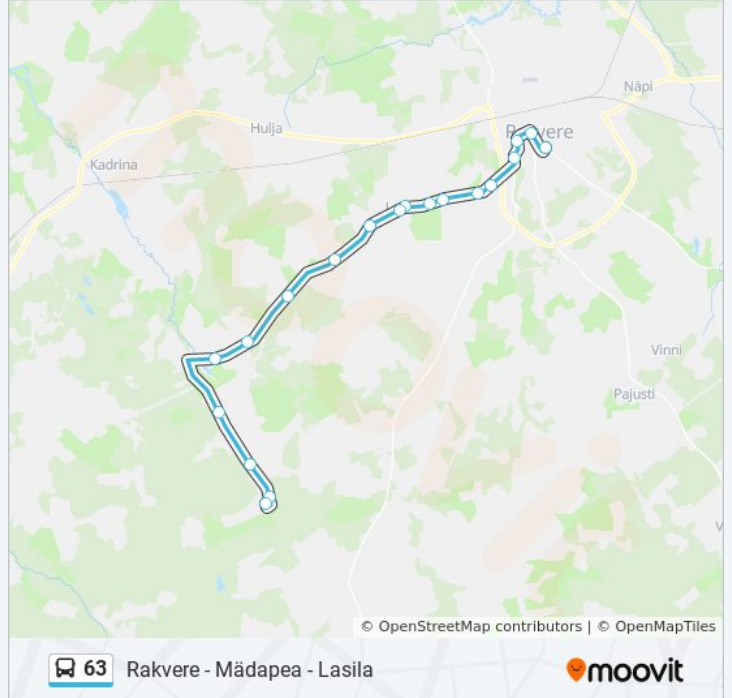 Näpi
Hulja
Rakvere
Kadrina
Vinni
Pajusti
V
© OpenStreetMap contributors | © OpenMapTiles
63 Rakvere - Mädapea - Lasila moovit